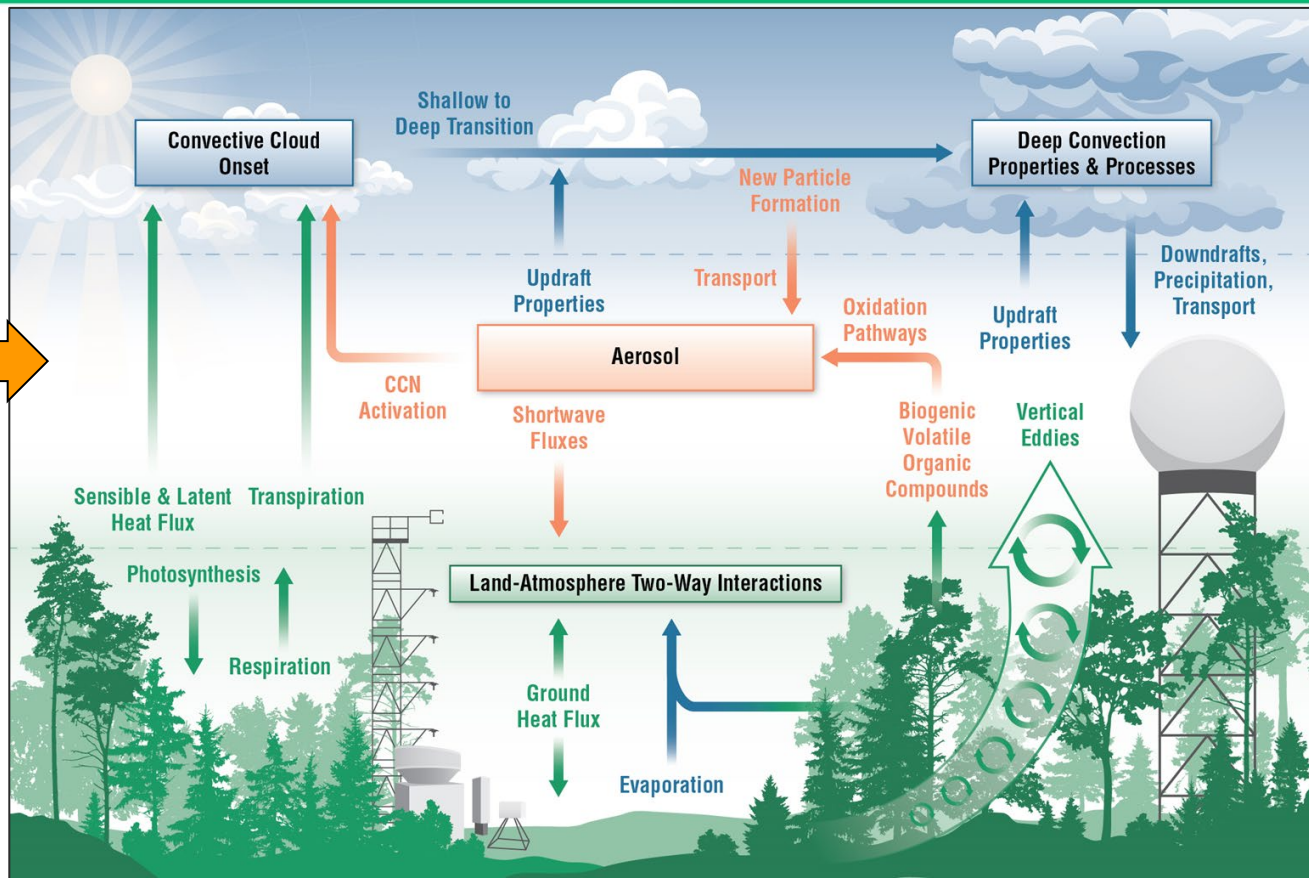 Shallow to
Deep Transition
Convective Cloud
Onset
Deep Convection
Properties & Processes
New Particle
Formation
Updraft
Properties
Transport
Oxidation
Pathways
Updraft
Properties
Downdrafts,
Precipitation,
Transport
Aerosol
CCN
Activation
Shortwave
Fluxes
Biogenic
Volatile
Organic
Compounds
Vertical
Eddies
Sensible & Latent
Heat Flux
Transpiration
Photosynthesis
Respiration
Land-Atmosphere Two-Way Interactions
Ground
Heat Flux
Evaporation